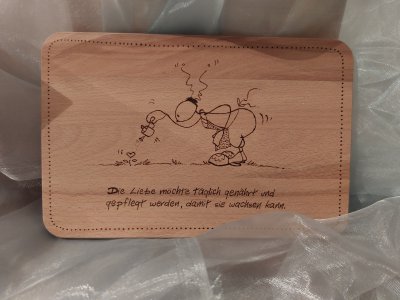 Die Liebe möchte täglich genährt und
gepflegt werden, damit sie wachsen kann.